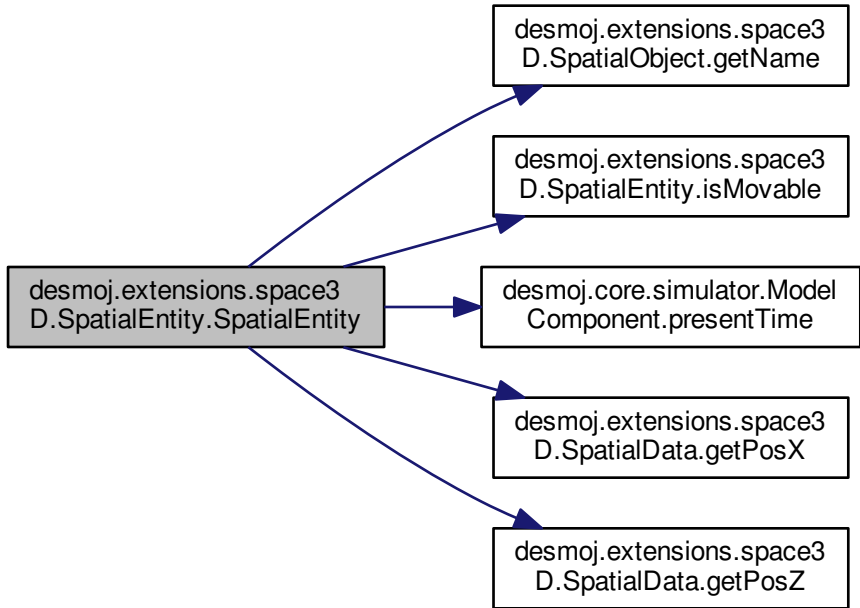 desmoj.extensions.space3
D.SpatialObject.getName
desmoj.extensions.space3
D.SpatialEntity.isMovable
desmoj.extensions.space3
D.SpatialEntity.SpatialEntity
desmoj.core.simulator.Model
Component.presentTime
desmoj.extensions.space3
D.SpatialData.getPosX
desmoj.extensions.space3
D.SpatialData.getPosZ